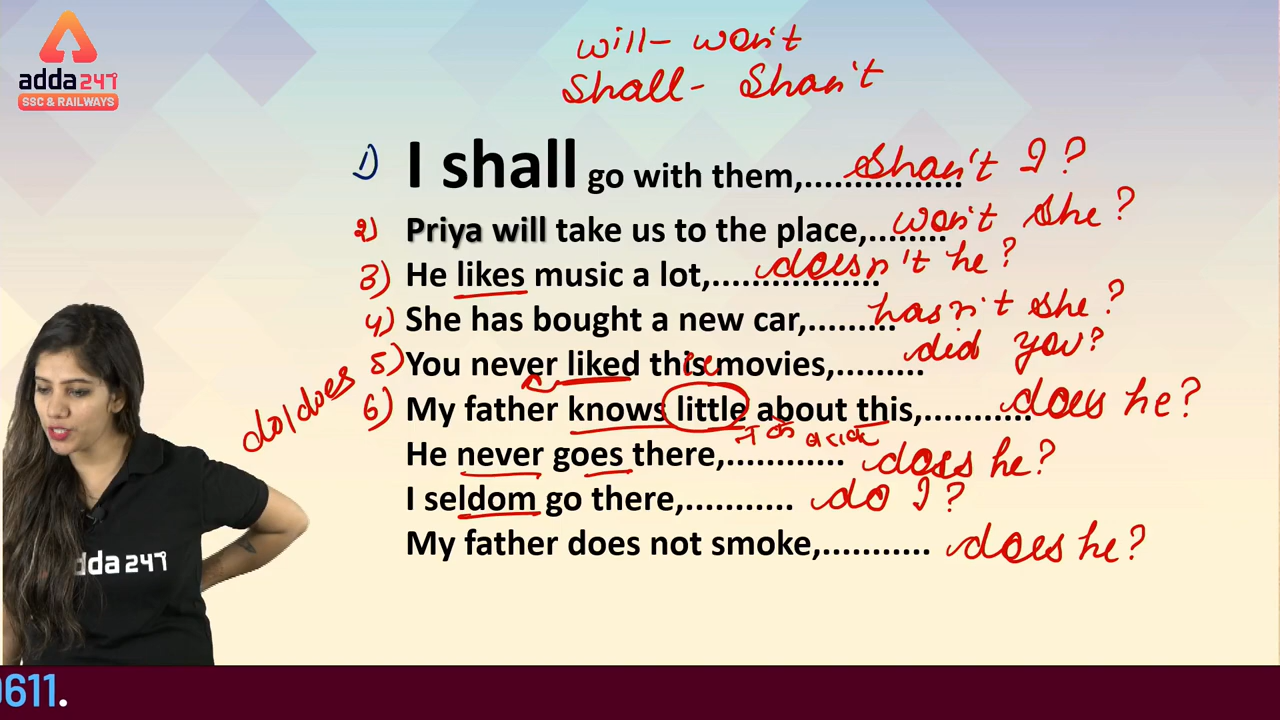 will - won't
Shall - Shan't
adda247
SSC & RAILWAYS
1) I shall go with them,................ Shan't I?
2) Priya will take us to the place,........ won't she?
3) He likes music a lot,................. doesn't he?
4) She has bought a new car,......... hasn't she?
5) You never liked this movies,......... did you?
do/does
6) My father knows little about this,........... does he?
He never goes there,............ does he?
I seldom go there,........... do I?
My father does not smoke,........... does he?
dda247
611.